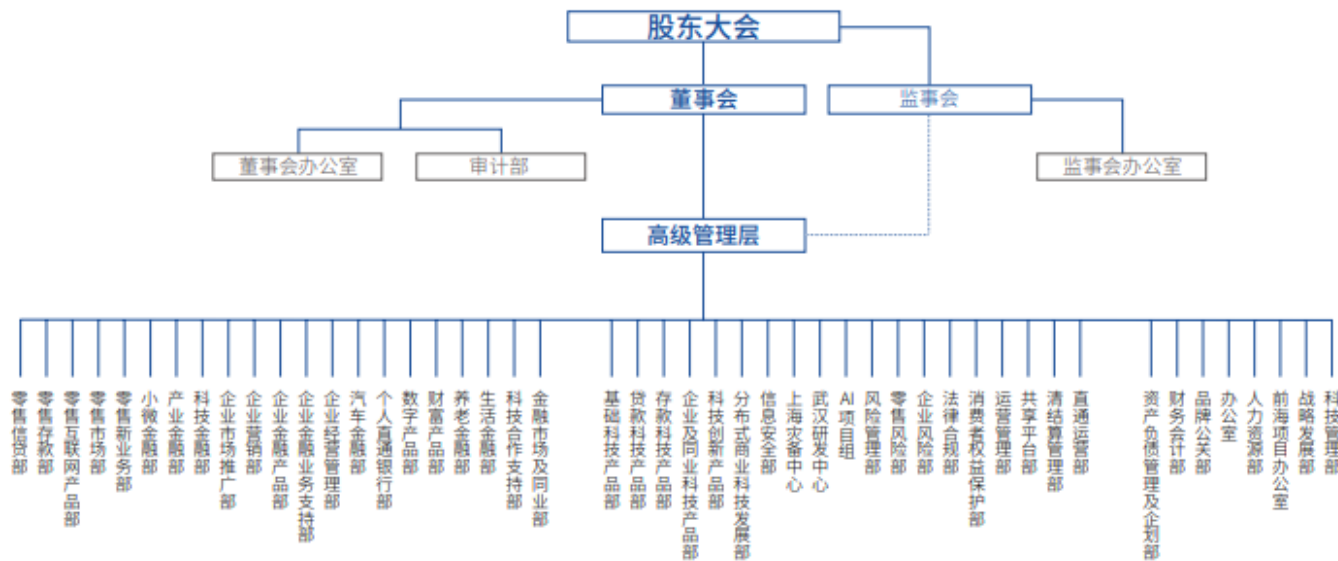 股东大会
董事会
监事会
董事会办公室
审计部
监事会办公室
高级管理层
零售信贷部
零售存款部
零售互联网产品部
零售市场部
零售新业务部
小微金融部
产业金融部
科技金融部
企业市场推广部
企业营销部
企业金融产品部
企业金融业务支持部
企业经营管理部
汽车金融部
个人直通银行部
数字产品部
财富产品部
养老金融部
生活金融部
科技合作支持部
金融市场及同业部
基础科技产品部
贷款科技产品部
存款科技产品部
企业及同业科技产品部
科技创新产品部
分布式商业科技发展部
信息安全部
上海灾备中心
武汉研发中心
AI项目组
风险管理部
零售风险部
企业风险部
法律合规部
消费者权益保护部
运营管理部
共享平台部
清结算管理部
直通运营部
资产负债管理及企划部
财务会计部
品牌公关部
办公室
人力资源部
前海项目办公室
战略发展部
科技管理部